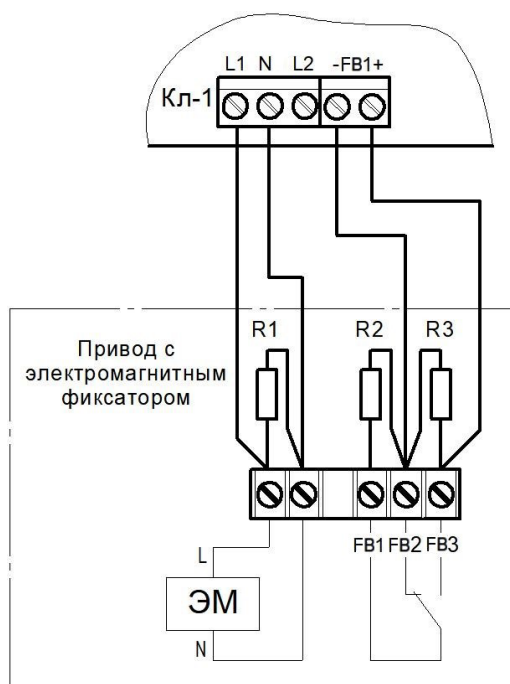 L1 N L2 -FB1+
Кл-1
R1 R2 R3
Привод с
электромагнитным
фиксатором
FB1 FB2 FB3
L
ЭМ
N